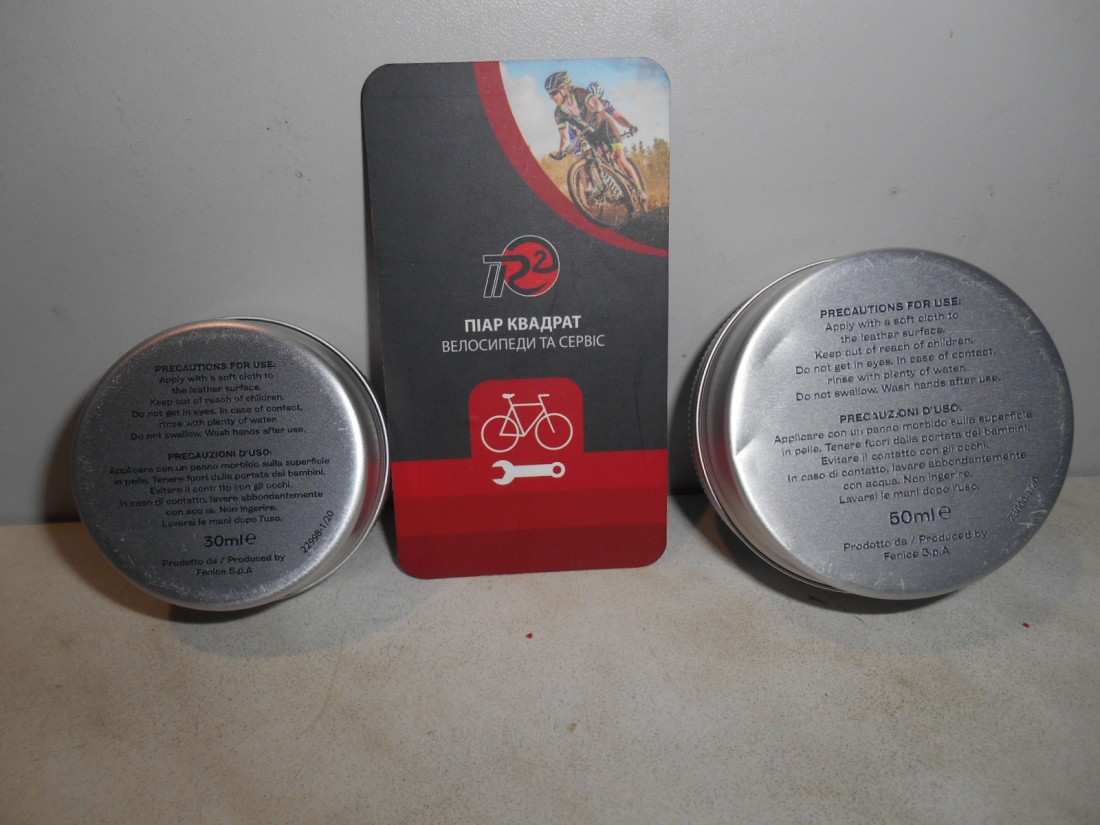 PRECAUTIONS FOR USE:
Apply with a soft cloth to
the leather surface.
Keep out of reach of children.
Do not get in eyes. In case of contact,
rinse with plenty of water.
Do not swallow. Wash hands after use.
PRECAUZIONI D'USO:
Applicare con un panno morbido sulla superficie
in pelle. Tenere fuori dalla portata dei bambini.
Evitare il contatto con gli occhi.
In caso di contatto, lavare abbondantemente
con acqua. Non ingerire.
Lavarsi le mani dopo l'uso.
30ml e
22998-1/20
Prodotto da / Produced by
Fenice S.p.A
ПR2
ПІАР КВАДРАТ
ВЕЛОСИПЕДИ ТА СЕРВІС
PRECAUTIONS FOR USE:
Apply with a soft cloth to
the leather surface.
Keep out of reach of children.
Do not get in eyes. In case of contact,
rinse with plenty of water.
Do not swallow. Wash hands after use.
PRECAUZIONI D'USO:
Applicare con un panno morbido sulla superficie
in pelle. Tenere fuori dalla portata dei bambini.
Evitare il contatto con gli occhi.
In caso di contatto, lavare abbondantemente
con acqua. Non ingerire.
Lavarsi le mani dopo l'uso.
50ml e
Prodotto da / Produced by
Fenice S.p.A